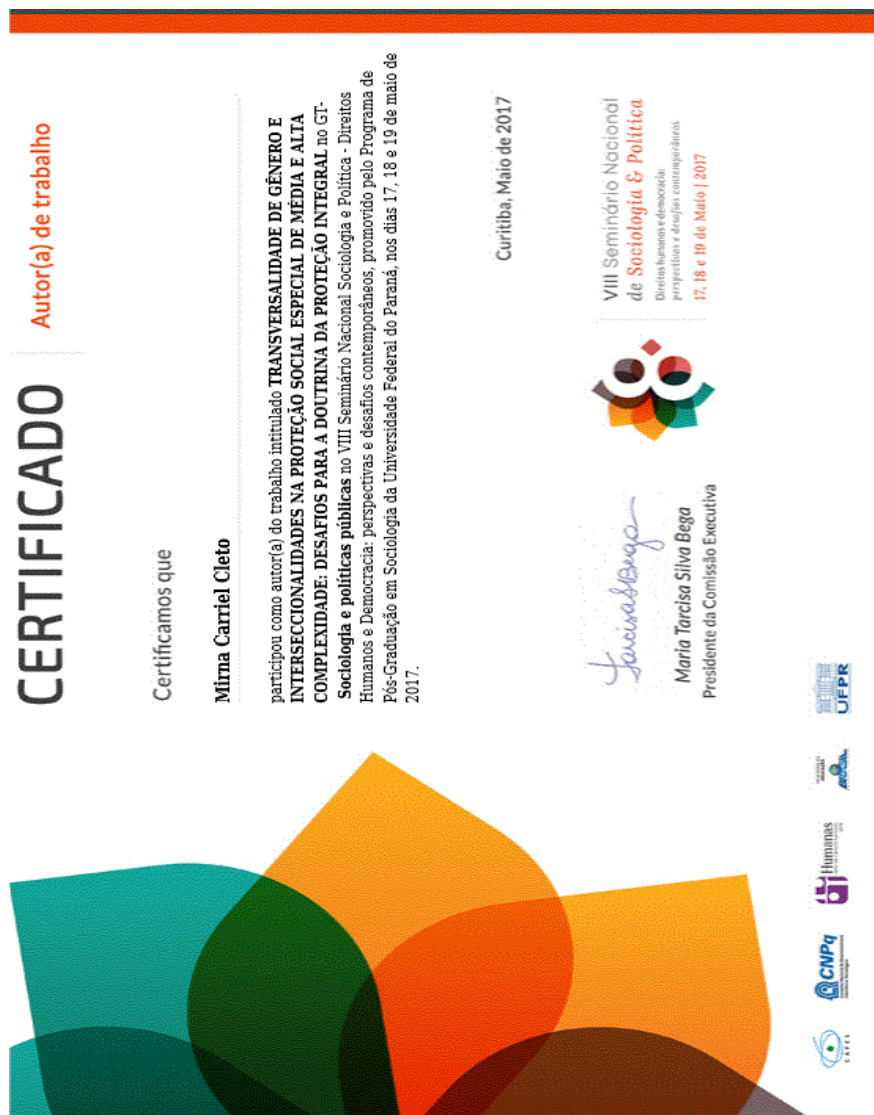 CERTIFICADO
Autor(a) de trabalho
Certificamos que
Mirna Carriel Cleto
participou como autor(a) do trabalho intitulado TRANSVERSALIDADE DE GÊNERO E
INTERSECCIONALIDADES NA PROTEÇÃO SOCIAL ESPECIAL DE MÉDIA E ALTA
COMPLEXIDADE: DESAFIOS PARA A DOUTRINA DA PROTEÇÃO INTEGRAL no GT-
Sociologia e políticas públicas no VIII Seminário Nacional Sociologia e Política - Direitos
Humanos e Democracia: perspectivas e desafios contemporâneos, promovido pelo Programa de
Pós-Graduação em Sociologia da Universidade Federal do Paraná, nos dias 17, 18 e 19 de maio de
2017.
Curitiba, Maio de 2017
TarcisaSBega
Maria Tarcisa Silva Bega
Presidente da Comissão Executiva
VIII Seminário Nacional
de Sociologia & Política
Direitos humanos e democracia:
perspectivas e desafios contemporâneos
17, 18 e 19 de Maio | 2017
CAPES
CNPq
Humanas
UFPR